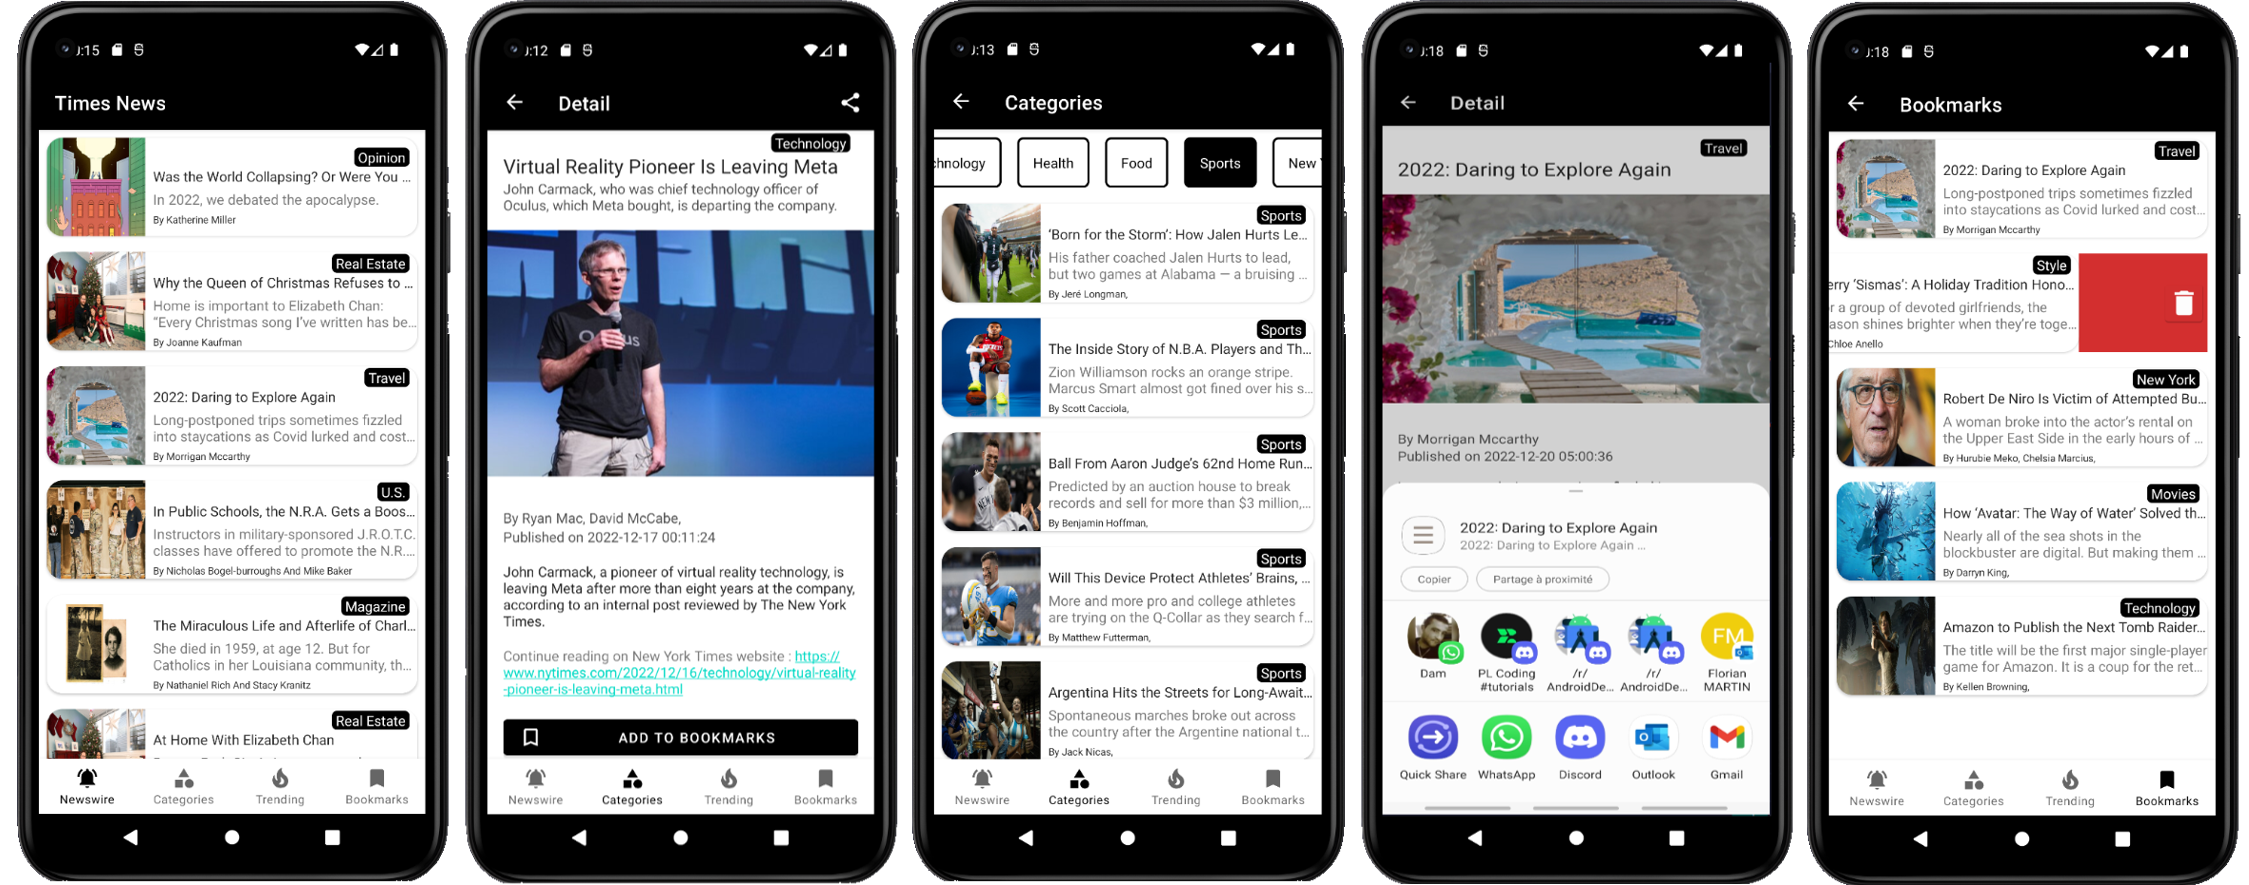 :15
Times News
Opinion
Was the World Collapsing? Or Were You ...
In 2022, we debated the apocalypse.
By Katherine Miller
Real Estate
Why the Queen of Christmas Refuses to ...
Home is important to Elizabeth Chan:
“Every Christmas song I’ve written has be...
By Joanne Kaufman
Travel
2022: Daring to Explore Again
Long-postponed trips sometimes fizzled
into staycations as Covid lurked and cost...
By Morrigan Mccarthy
U.S.
In Public Schools, the N.R.A. Gets a Boos...
Instructors in military-sponsored J.R.O.T.C.
classes have offered to promote the N.R....
By Nicholas Bogel-burroughs And Mike Baker
Magazine
The Miraculous Life and Afterlife of Charl...
She died in 1959, at age 12. But for
Catholics in her Louisiana community, th...
By Nathaniel Rich And Stacy Kranitz
Real Estate
At Home With Elizabeth Chan
Newswire
Categories
Trending
Bookmarks
:12
Detail
Technology
Virtual Reality Pioneer Is Leaving Meta
John Carmack, who was chief technology officer of
Oculus, which Meta bought, is departing the company.
By Ryan Mac, David McCabe,
Published on 2022-12-17 00:11:24
John Carmack, a pioneer of virtual reality technology, is
leaving Meta after more than eight years at the company,
according to an internal post reviewed by The New York
Times.
Continue reading on New York Times website : https://
www.nytimes.com/2022/12/16/technology/virtual-reality
-pioneer-is-leaving-meta.html
ADD TO BOOKMARKS
Newswire
Categories
Trending
Bookmarks
:13
Categories
chnology
Health
Food
Sports
New
Sports
‘Born for the Storm’: How Jalen Hurts Le...
His father coached Jalen Hurts to lead,
but two games at Alabama — a bruising ...
By Jeré Longman,
Sports
The Inside Story of N.B.A. Players and Th...
Zion Williamson rocks an orange stripe.
Marcus Smart almost got fined over his s...
By Scott Cacciola,
Sports
Ball From Aaron Judge’s 62nd Home Run...
Predicted by an auction house to break
records and sell for more than $3 million,...
By Benjamin Hoffman,
Sports
Will This Device Protect Athletes’ Brains, ...
More and more pro and college athletes
are trying on the Q-Collar as they search f...
By Matthew Futterman,
Sports
Argentina Hits the Streets for Long-Await...
Spontaneous marches broke out across
the country after the Argentine national t...
By Jack Nicas,
Newswire
Categories
Trending
Bookmarks
:18
Detail
Travel
2022: Daring to Explore Again
By Morrigan Mccarthy
Published on 2022-12-20 05:00:36
2022: Daring to Explore Again
2022: Daring to Explore Again ...
Copier
Partage à proximité
Dam
PL Coding
#tutorials
/r/
AndroidDe...
/r/
AndroidDe...
FM
Florian
MARTIN
Quick Share
WhatsApp
Discord
Outlook
Gmail
:18
Bookmarks
Travel
2022: Daring to Explore Again
Long-postponed trips sometimes fizzled
into staycations as Covid lurked and cost...
By Morrigan Mccarthy
Style
erry ‘Sismas’: A Holiday Tradition Hono...
r a group of devoted girlfriends, the
ason shines brighter when they’re toge...
Chloe Anello
New York
Robert De Niro Is Victim of Attempted Bu...
A woman broke into the actor’s rental on
the Upper East Side in the early hours of ...
By Hurubie Meko, Chelsia Marcius,
Movies
How ‘Avatar: The Way of Water’ Solved th...
Nearly all of the sea shots in the
blockbuster are digital. But making them ...
By Darryn King,
Technology
Amazon to Publish the Next Tomb Raider...
The title will be the first major single-player
game for Amazon. It is a coup for the ret...
By Kellen Browning,
Newswire
Categories
Trending
Bookmarks